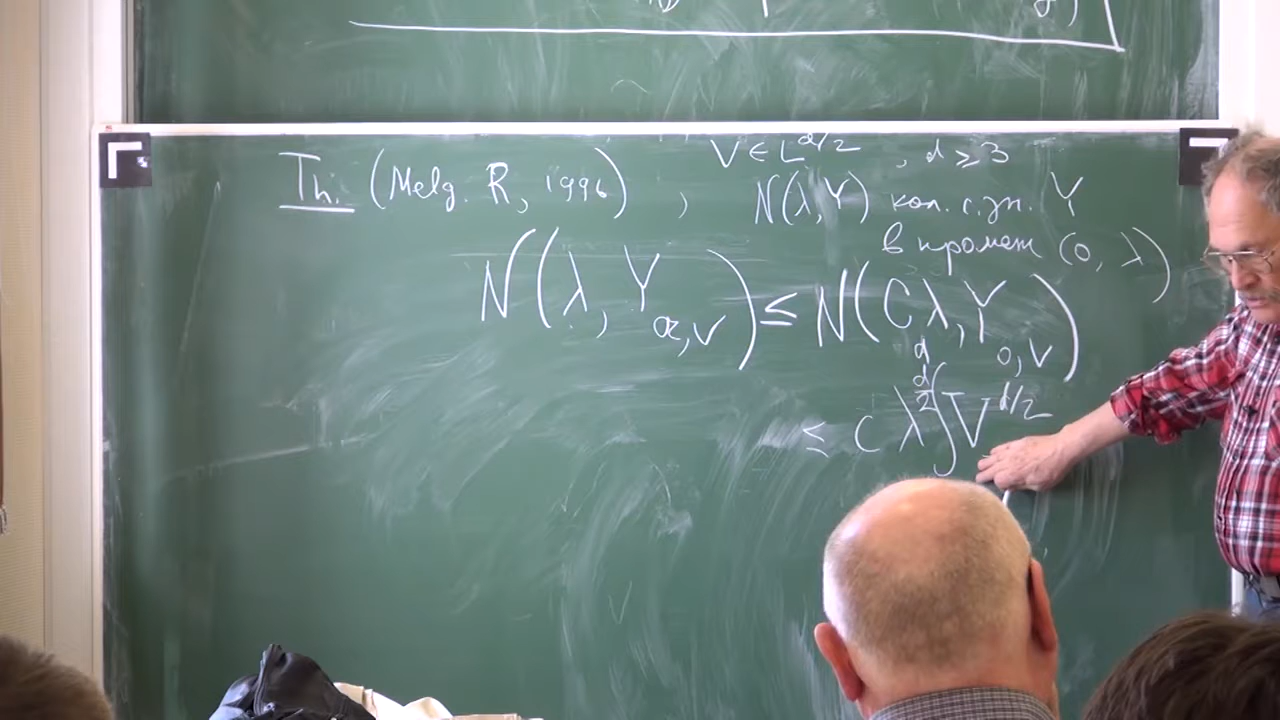 Th. (Melg. R, 1996), V ∈ L^{d/2}, d ≥ 3
N(λ, Y) кол. с. зн. Y
в промеж (0, λ)
N(λ, Y_{α,V}) ≤ N(Cλ, Y_{0,V})
≤ c λ^{d/2} ∫ V^{d/2}